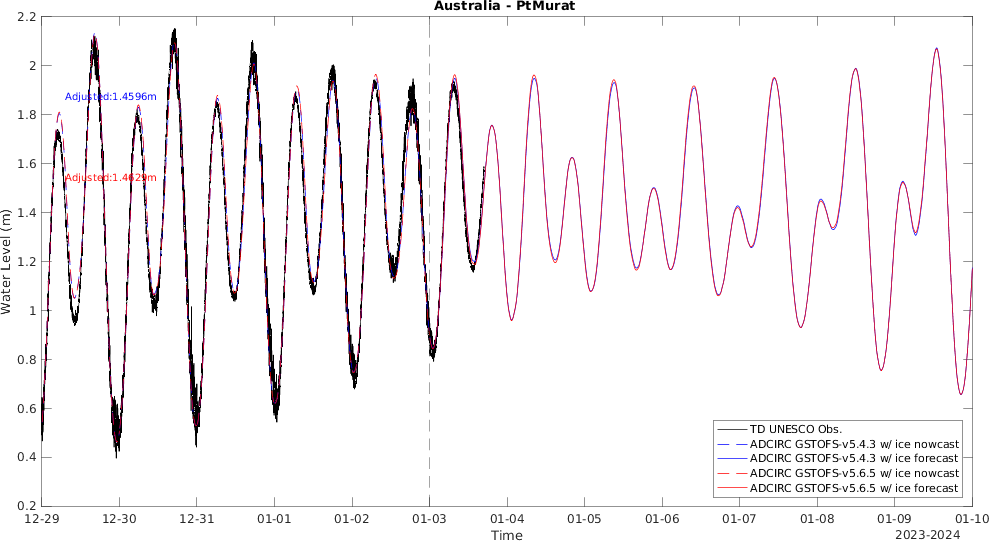 Australia - PtMurat
2.2
2
1.8
1.6
1.4
1.2
1
0.8
0.6
0.4
0.2
Water Level (m)
Adjusted:1.4596m
Adjusted:1.4629m
TD UNESCO Obs.
ADCIRC GSTOFS-v5.4.3 w/ ice nowcast
ADCIRC GSTOFS-v5.4.3 w/ ice forecast
ADCIRC GSTOFS-v5.6.5 w/ ice nowcast
ADCIRC GSTOFS-v5.6.5 w/ ice forecast
12-29 12-30 12-31 01-01 01-02 01-03 01-04 01-05 01-06 01-07 01-08 01-09 01-10
Time
2023-2024